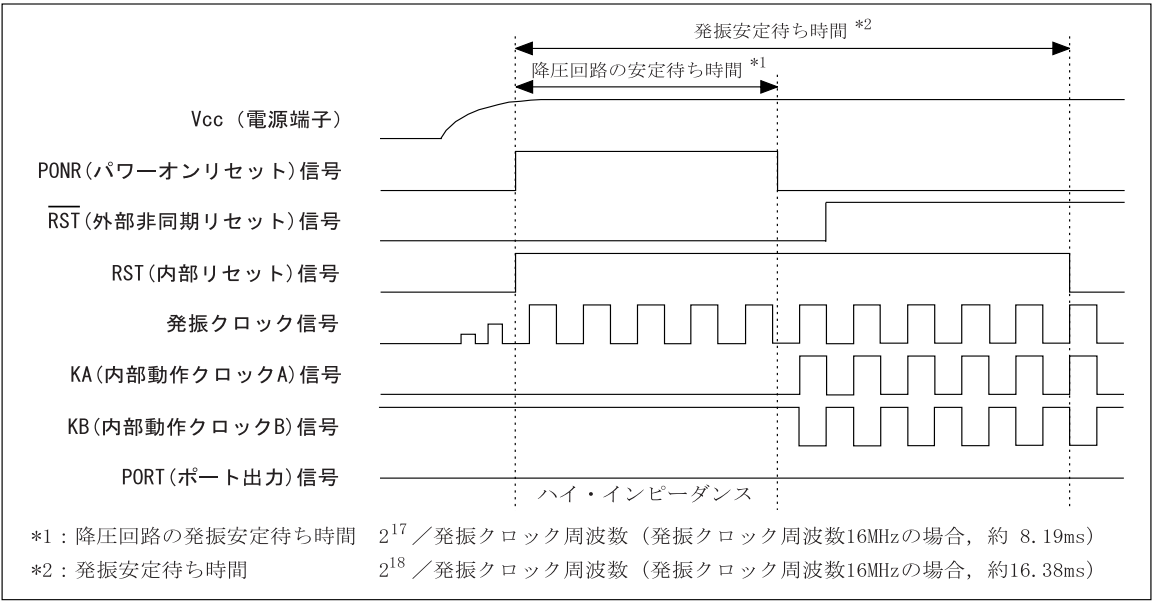 発振安定待ち時間 *2
降圧回路の安定待ち時間 *1
Vcc (電源端子)
PONR(パワーオンリセット)信号
R̅S̅T̅(外部非同期リセット)信号
RST(内部リセット)信号
発振クロック信号
KA(内部動作クロックA)信号
KB(内部動作クロックB)信号
PORT(ポート出力)信号
ハイ・インピーダンス
*1：降圧回路の発振安定待ち時間 2¹⁷／発振クロック周波数 (発振クロック周波数16MHzの場合, 約 8.19ms)
*2：発振安定待ち時間 2¹⁸／発振クロック周波数 (発振クロック周波数16MHzの場合, 約16.38ms)